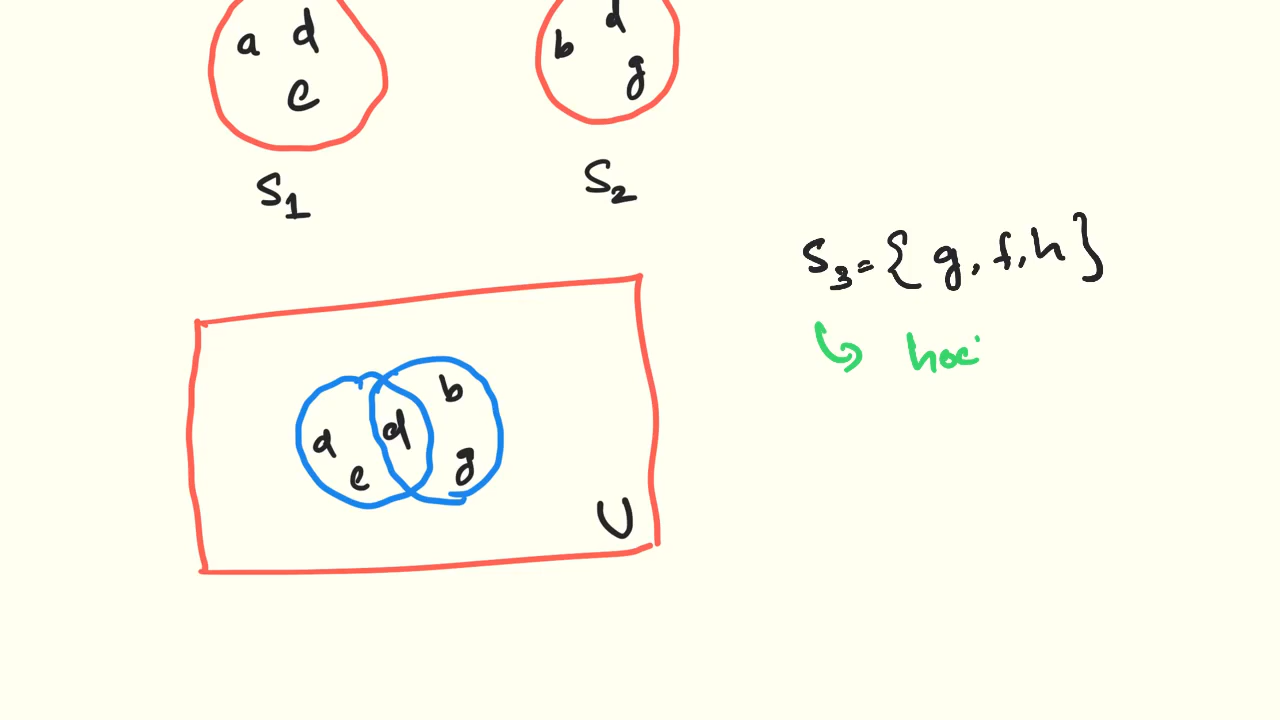 a d
e
b d
g
S₁
S₂
S₃ = { g, f, h }
a
e
d
b
g
U